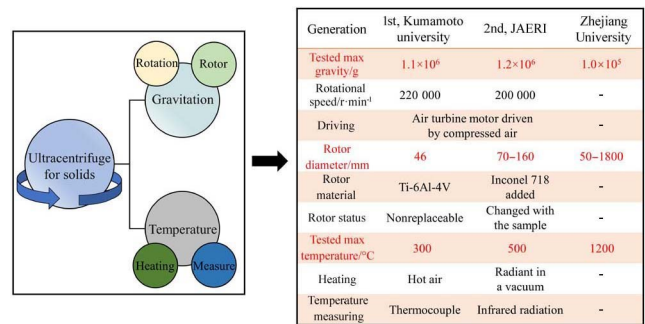 Rotation
Rotor
Gravitation
Ultracentrifuge
for solids
Temperature
Heating
Measure
Generation
1st, Kumamoto
university
2nd, JAERI
Zhejiang
University
Tested max
gravity/g
1.1×10⁶
1.2×10⁶
1.0×10⁵
Rotational
speed/r·min⁻¹
220 000
200 000
-
Driving
Air turbine motor driven
by compressed air
-
Rotor
diameter/mm
46
70–160
50–1800
Rotor
material
Ti-6Al-4V
Inconel 718
added
-
Rotor status
Nonreplaceable
Changed with
the sample
-
Tested max
temperature/°C
300
500
1200
Heating
Hot air
Radiant in
a vacuum
-
Temperature
measuring
Thermocouple
Infrared radiation
-